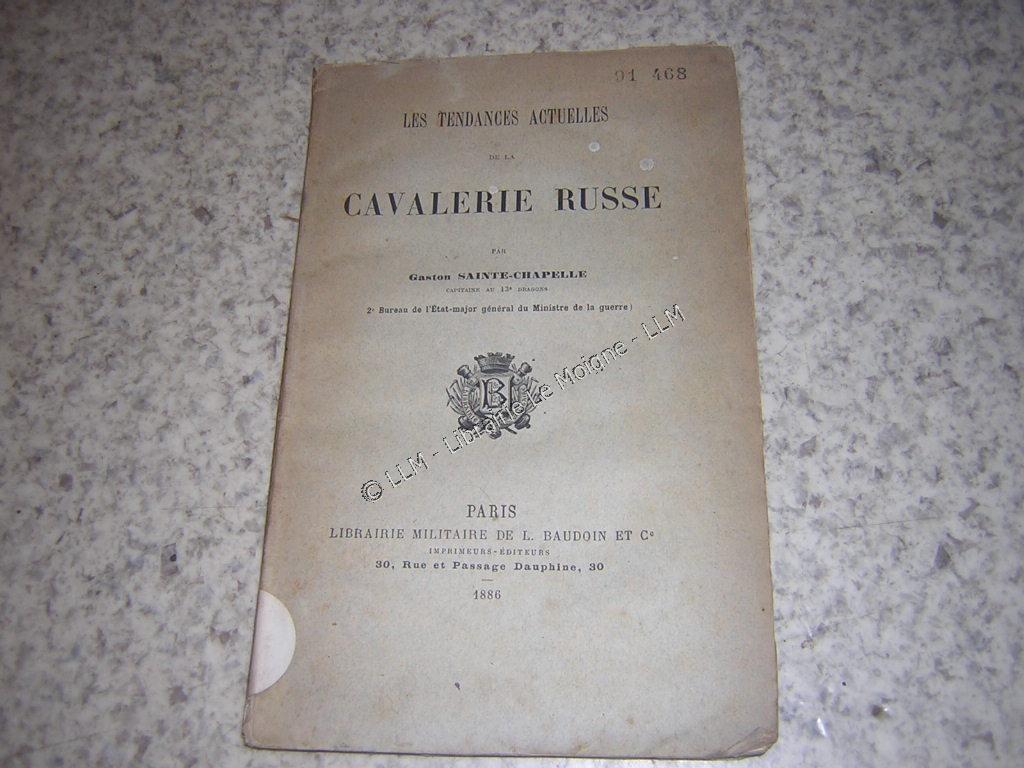 91 468
LES TENDANCES ACTUELLES
DE LA
CAVALERIE RUSSE
PAR
Gaston SAINTE-CHAPELLE
CAPITAINE AU 13e DRAGONS
2e Bureau de l'État-major général du Ministre de la guerre)
B
© LLM - Librairie Le Moigne - LLM
PARIS
LIBRAIRIE MILITAIRE DE L. BAUDOIN ET Ce
IMPRIMEURS-ÉDITEURS
30, Rue et Passage Dauphine, 30
1886